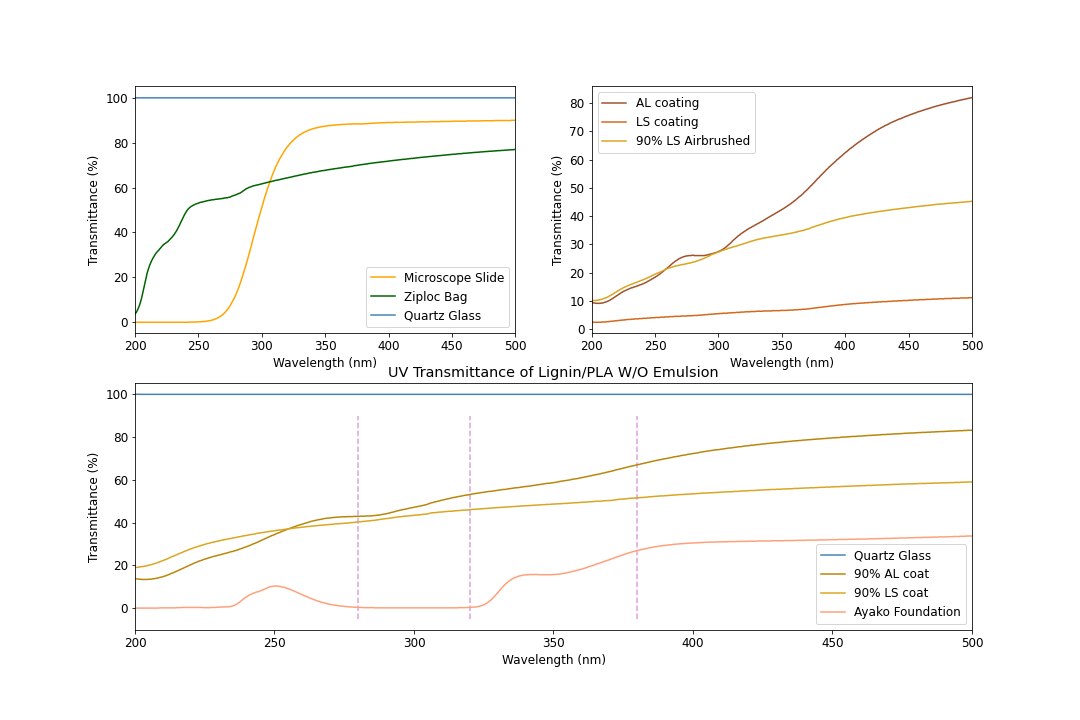 Transmittance (%)
100
80
60
40
20
0
Microscope Slide
Ziploc Bag
Quartz Glass
200 250 300 350 400 450 500
Wavelength (nm)
Transmittance (%)
80
70
60
50
40
30
20
10
0
AL coating
LS coating
90% LS Airbrushed
200 250 300 350 400 450 500
Wavelength (nm)
UV Transmittance of Lignin/PLA W/O Emulsion
Transmittance (%)
100
80
60
40
20
0
Quartz Glass
90% AL coat
90% LS coat
Ayako Foundation
200 250 300 350 400 450 500
Wavelength (nm)